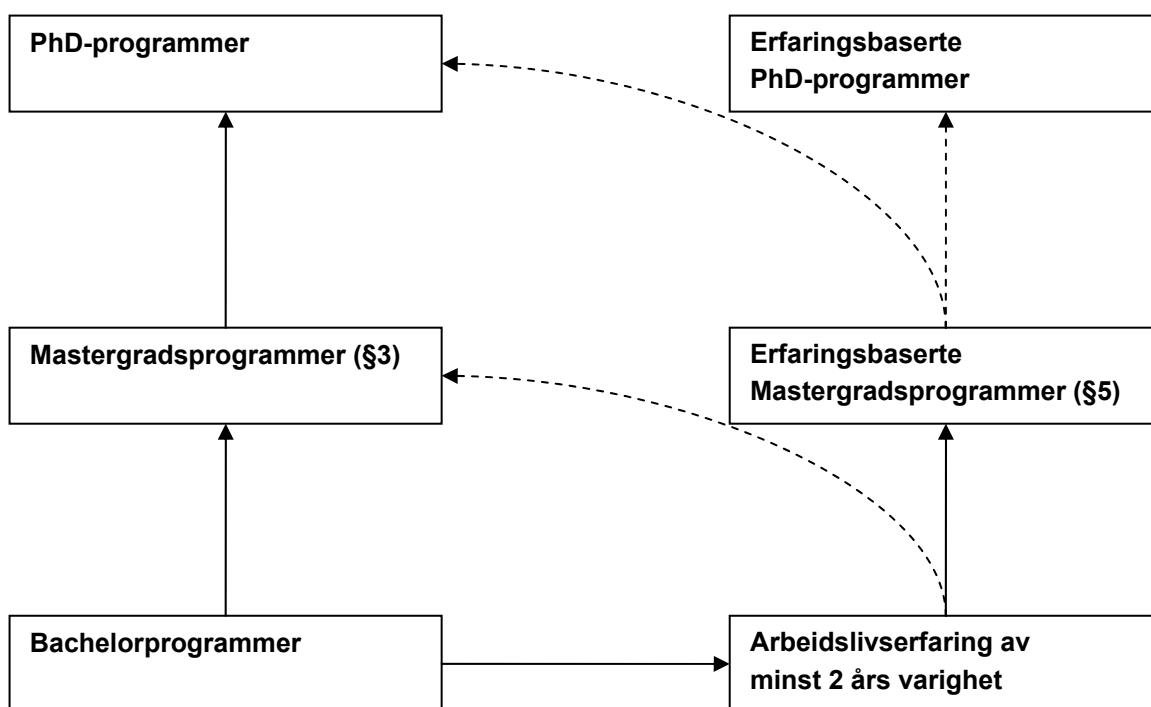 PhD-programmer
Erfaringsbaserte
PhD-programmer
Mastergradsprogrammer (§3)
Erfaringsbaserte
Mastergradsprogrammer (§5)
Bachelorprogrammer
Arbeidslivserfaring av
minst 2 års varighet